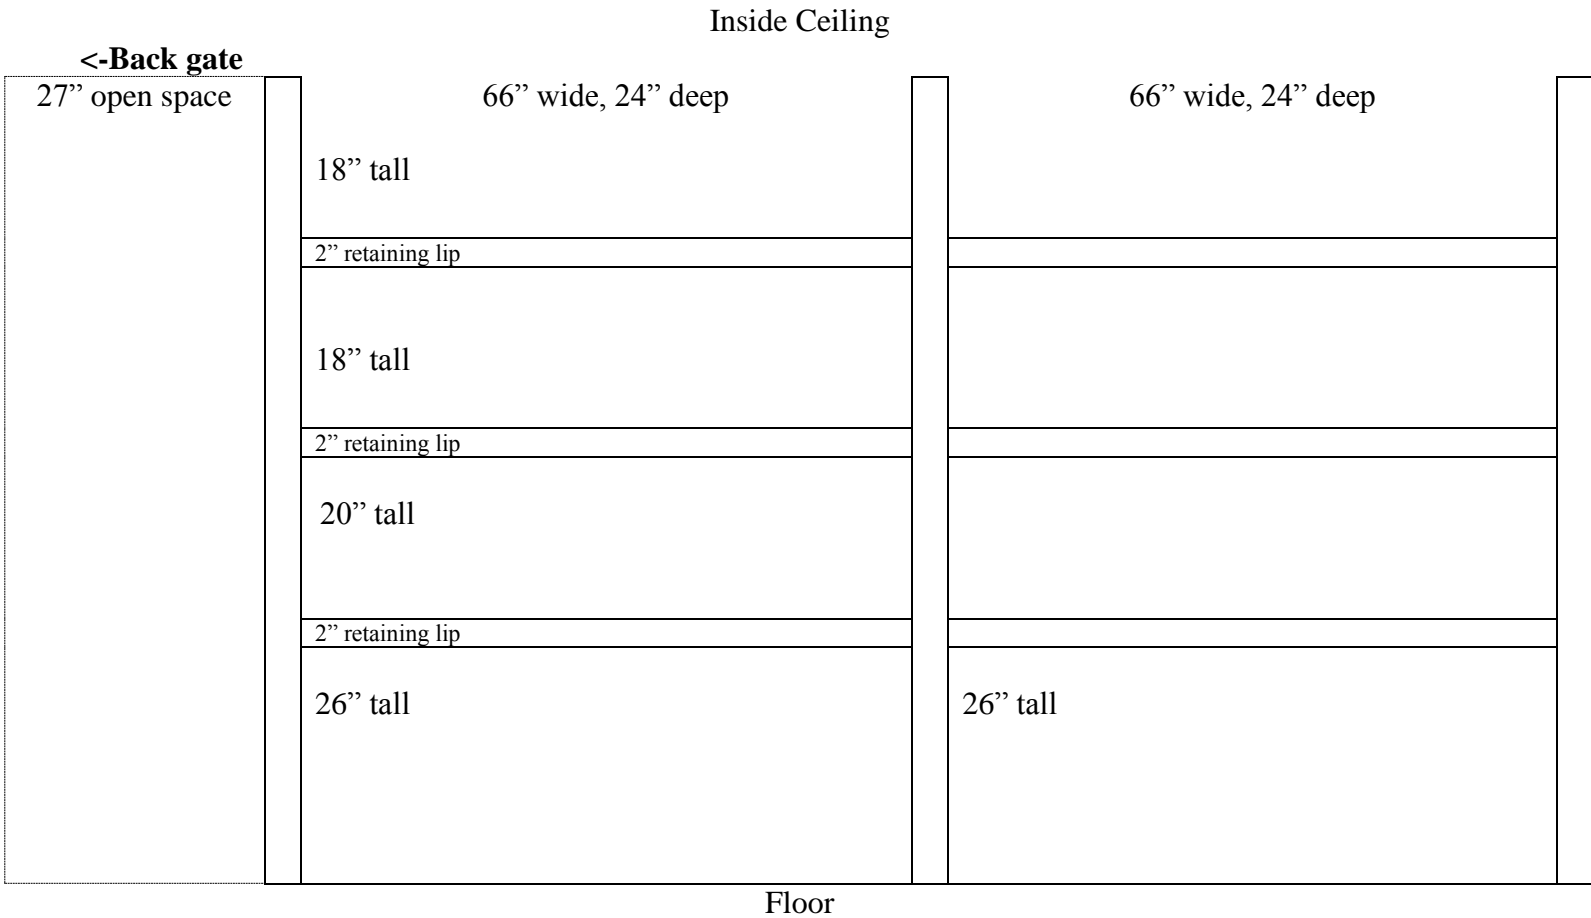 Inside Ceiling
<-Back gate
27” open space
66” wide, 24” deep
66” wide, 24” deep
18” tall
2” retaining lip
18” tall
2” retaining lip
20” tall
2” retaining lip
26” tall
26” tall
Floor